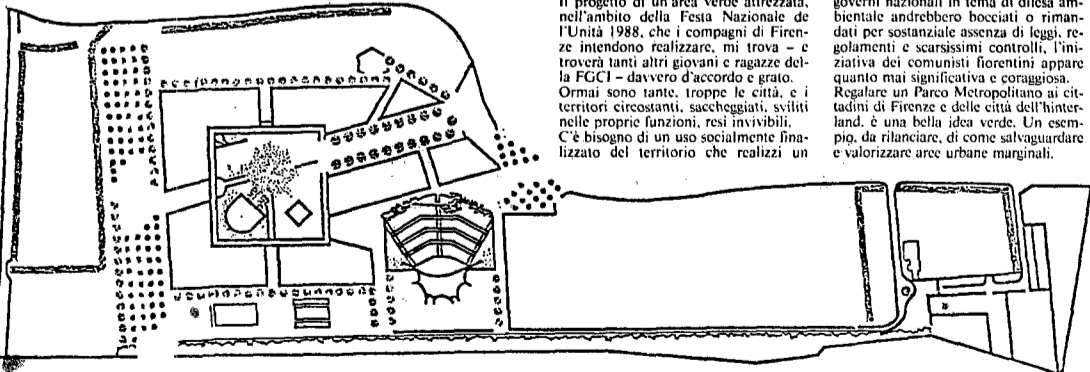 Il progetto di un'area verde attrezzata,
nell'ambito della Festa Nazionale de
l'Unità 1988, che i compagni di Firen-
ze intendono realizzare, mi trova – e
troverà tanti altri giovani e ragazze del-
la FGCI – davvero d'accordo e grato.
Ormai sono tante, troppe le città, e i
territori circostanti, saccheggiati, sviliti
nelle proprie funzioni, resi invivibili.
C'è bisogno di un uso socialmente fina-
lizzato del territorio che realizzi un
governi nazionali in tema di difesa am-
bientale andrebbero bocciati o riman-
dati per sostanziale assenza di leggi, re-
golamenti e scarsissimi controlli, l'ini-
ziativa dei comunisti fiorentini appare
quanto mai significativa e coraggiosa.
Regalare un Parco Metropolitano ai cit-
tadini di Firenze e delle città dell'hinter-
land, è una bella idea verde. Un esem-
pio, da rilanciare, di come salvaguardare
e valorizzare aree urbane marginali.